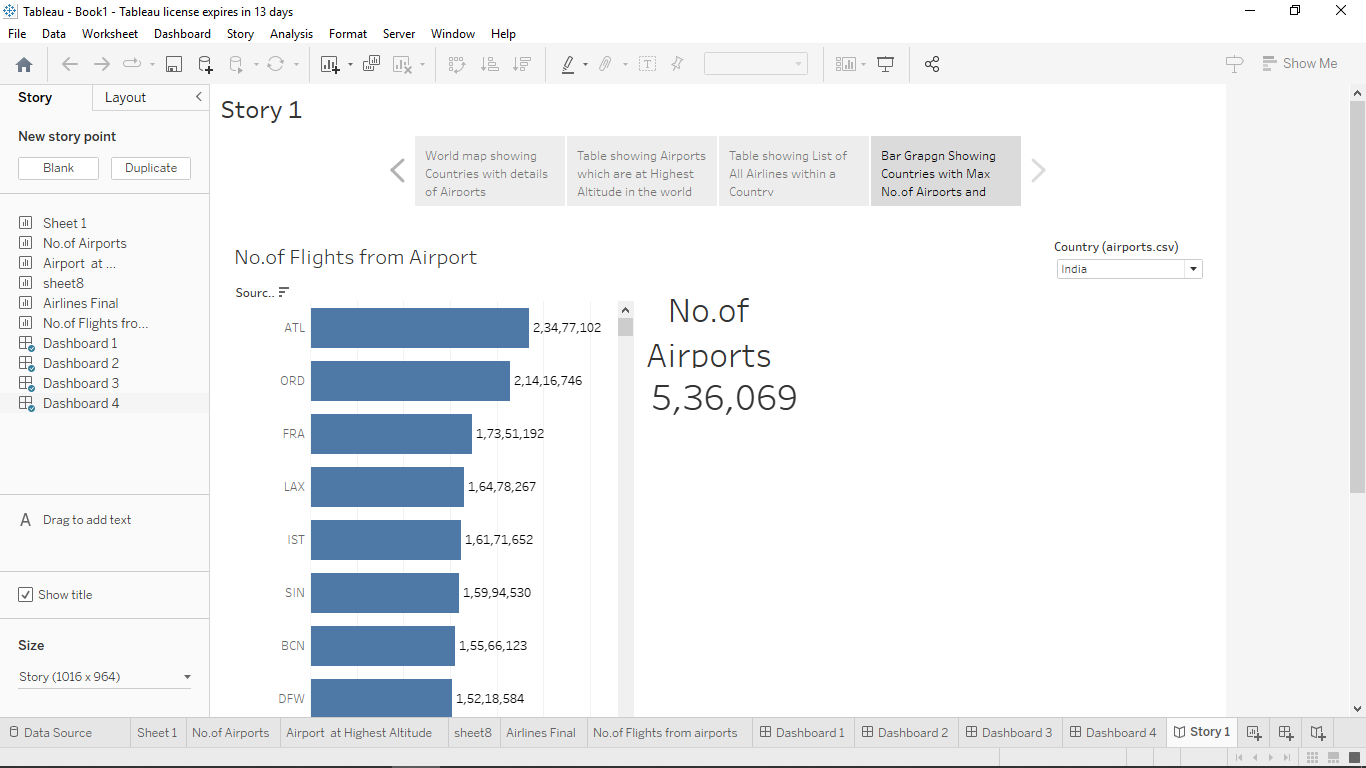 Tableau - Book1 - Tableau license expires in 13 days
File Data Worksheet Dashboard Story Analysis Format Server Window Help
Show Me
Story Layout
New story point
Blank Duplicate
Sheet 1
No.of Airports
Airport at ...
sheet8
Airlines Final
No.of Flights fro...
Dashboard 1
Dashboard 2
Dashboard 3
Dashboard 4
A Drag to add text
Show title
Size
Story (1016 x 964)
Story 1
World map showing
Countries with details
of Airports
Table showing Airports
which are at Highest
Altitude in the world
Table showing List of
All Airlines within a
Country
Bar Grapgn Showing
Countries with Max
No.of Airports and
No.of Flights from Airport
Sourc..
ATL 2,34,77,102
ORD 2,14,16,746
FRA 1,73,51,192
LAX 1,64,78,267
IST 1,61,71,652
SIN 1,59,94,530
BCN 1,55,66,123
DFW 1,52,18,584
No.of
Airports
5,36,069
Country (airports.csv)
India
Data Source Sheet 1 No.of Airports Airport at Highest Altitude sheet8 Airlines Final No.of Flights from airports Dashboard 1 Dashboard 2 Dashboard 3 Dashboard 4 Story 1